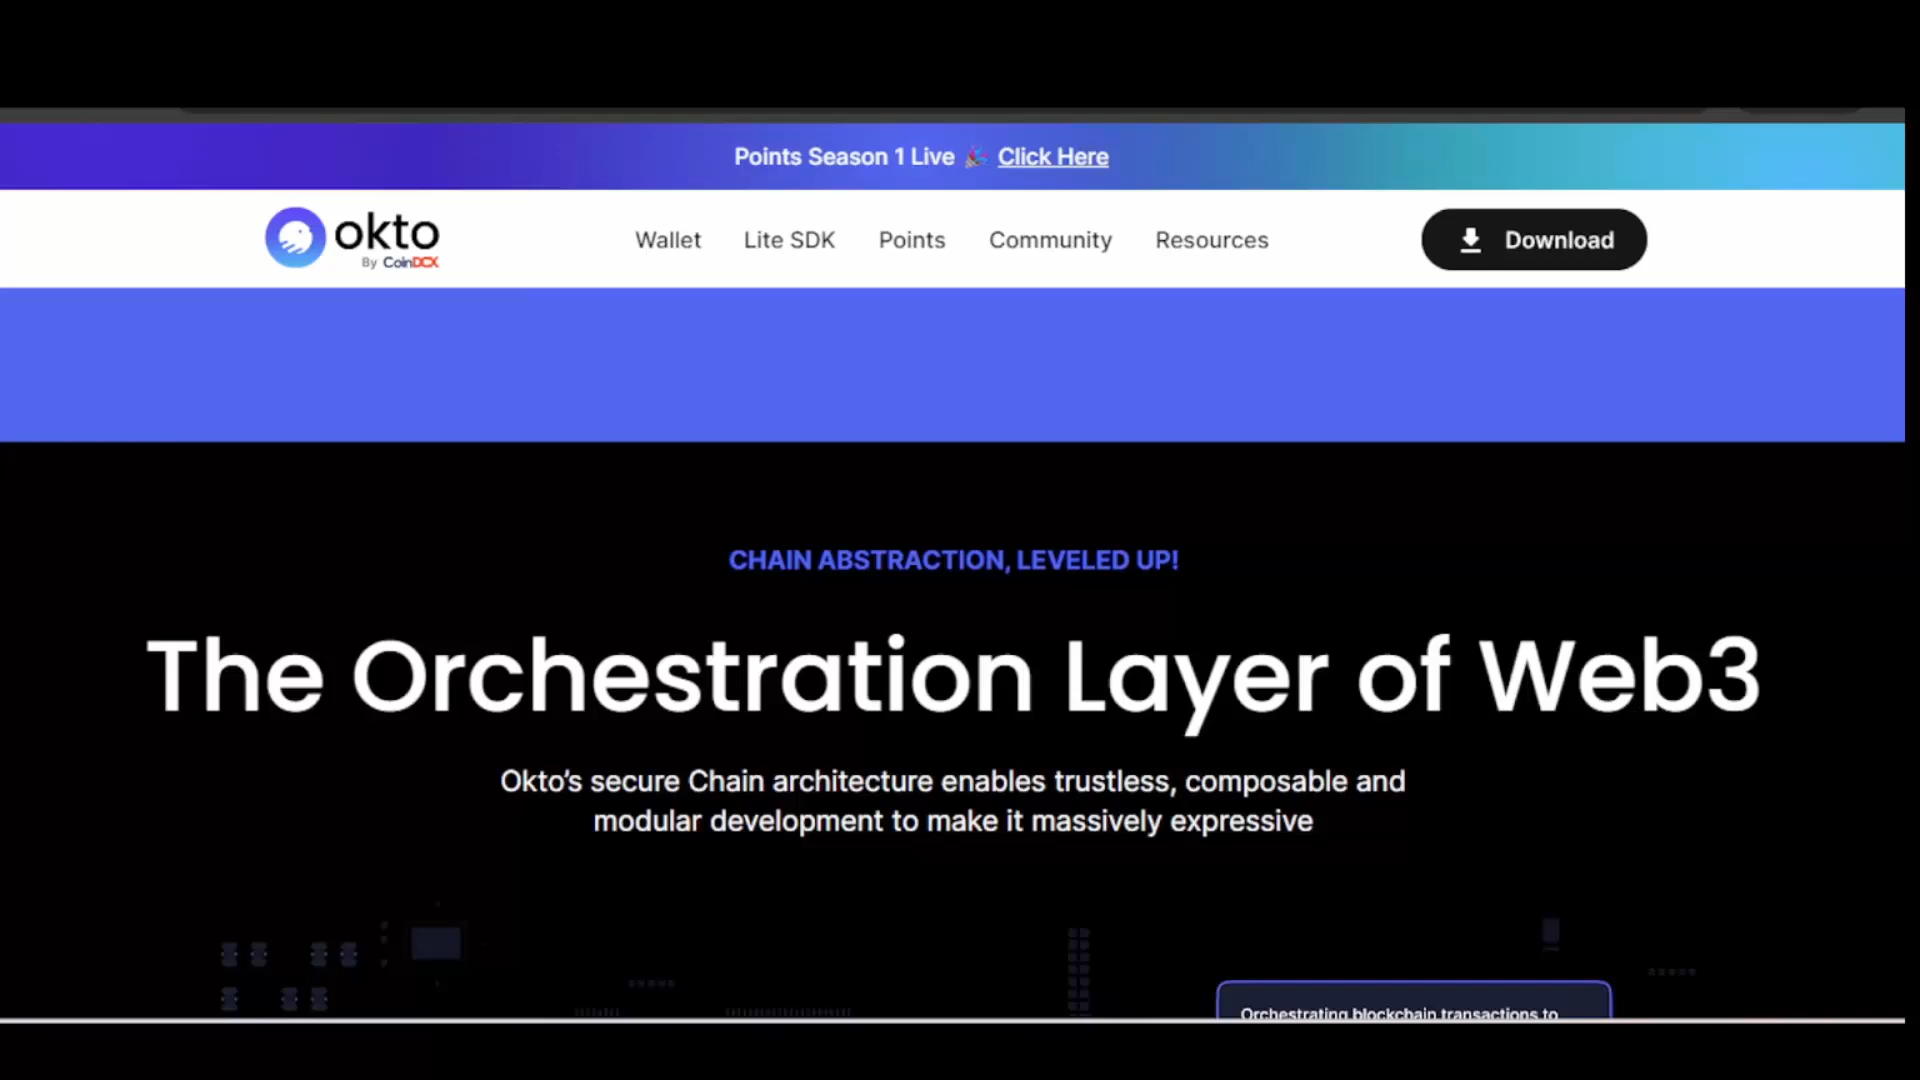 Points Season 1 Live 🎉 Click Here
okto
By CoinDCX
Wallet Lite SDK Points Community Resources
Download
CHAIN ABSTRACTION, LEVELED UP!
The Orchestration Layer of Web3
Okto’s secure Chain architecture enables trustless, composable and
modular development to make it massively expressive
Orchestrating blockchain transactions to